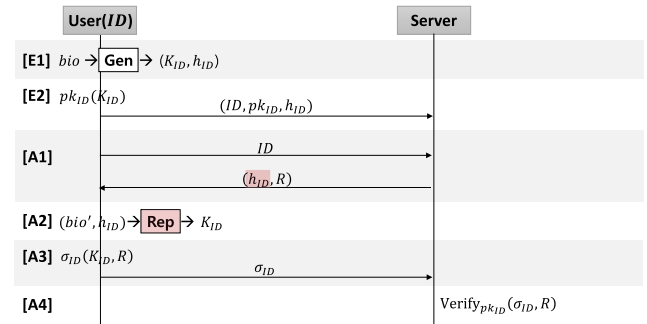 User(ID) Server
[E1] bio → Gen → (K_ID, h_ID)
[E2] pk_ID(K_ID)
(ID, pk_ID, h_ID)
[A1] ID
(h_ID, R)
[A2] (bio′, h_ID) → Rep → K_ID
[A3] σ_ID(K_ID, R)
σ_ID
[A4] Verify_pk_ID(σ_ID, R)